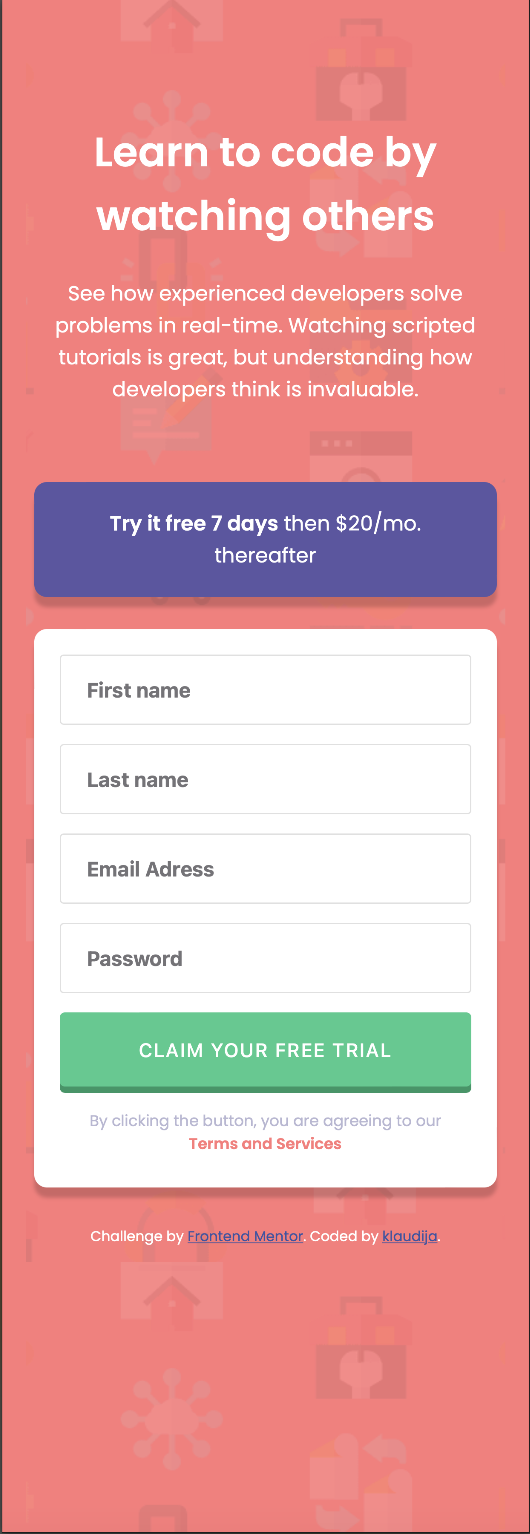 Learn to code by
watching others
See how experienced developers solve
problems in real-time. Watching scripted
tutorials is great, but understanding how
developers think is invaluable.
Try it free 7 days then $20/mo.
thereafter
First name
Last name
Email Adress
Password
CLAIM YOUR FREE TRIAL
By clicking the button, you are agreeing to our
Terms and Services
Challenge by Frontend Mentor. Coded by klaudija.